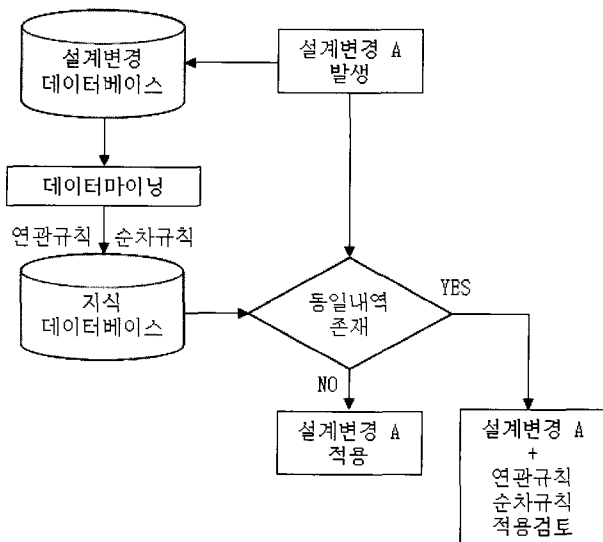 설계변경
데이터베이스
설계변경 A
발생
데이터마이닝
연관규칙 순차규칙
지식
데이터베이스
동일내역
존재
YES
NO
설계변경 A
적용
설계변경 A
+
연관규칙
순차규칙
적용검토